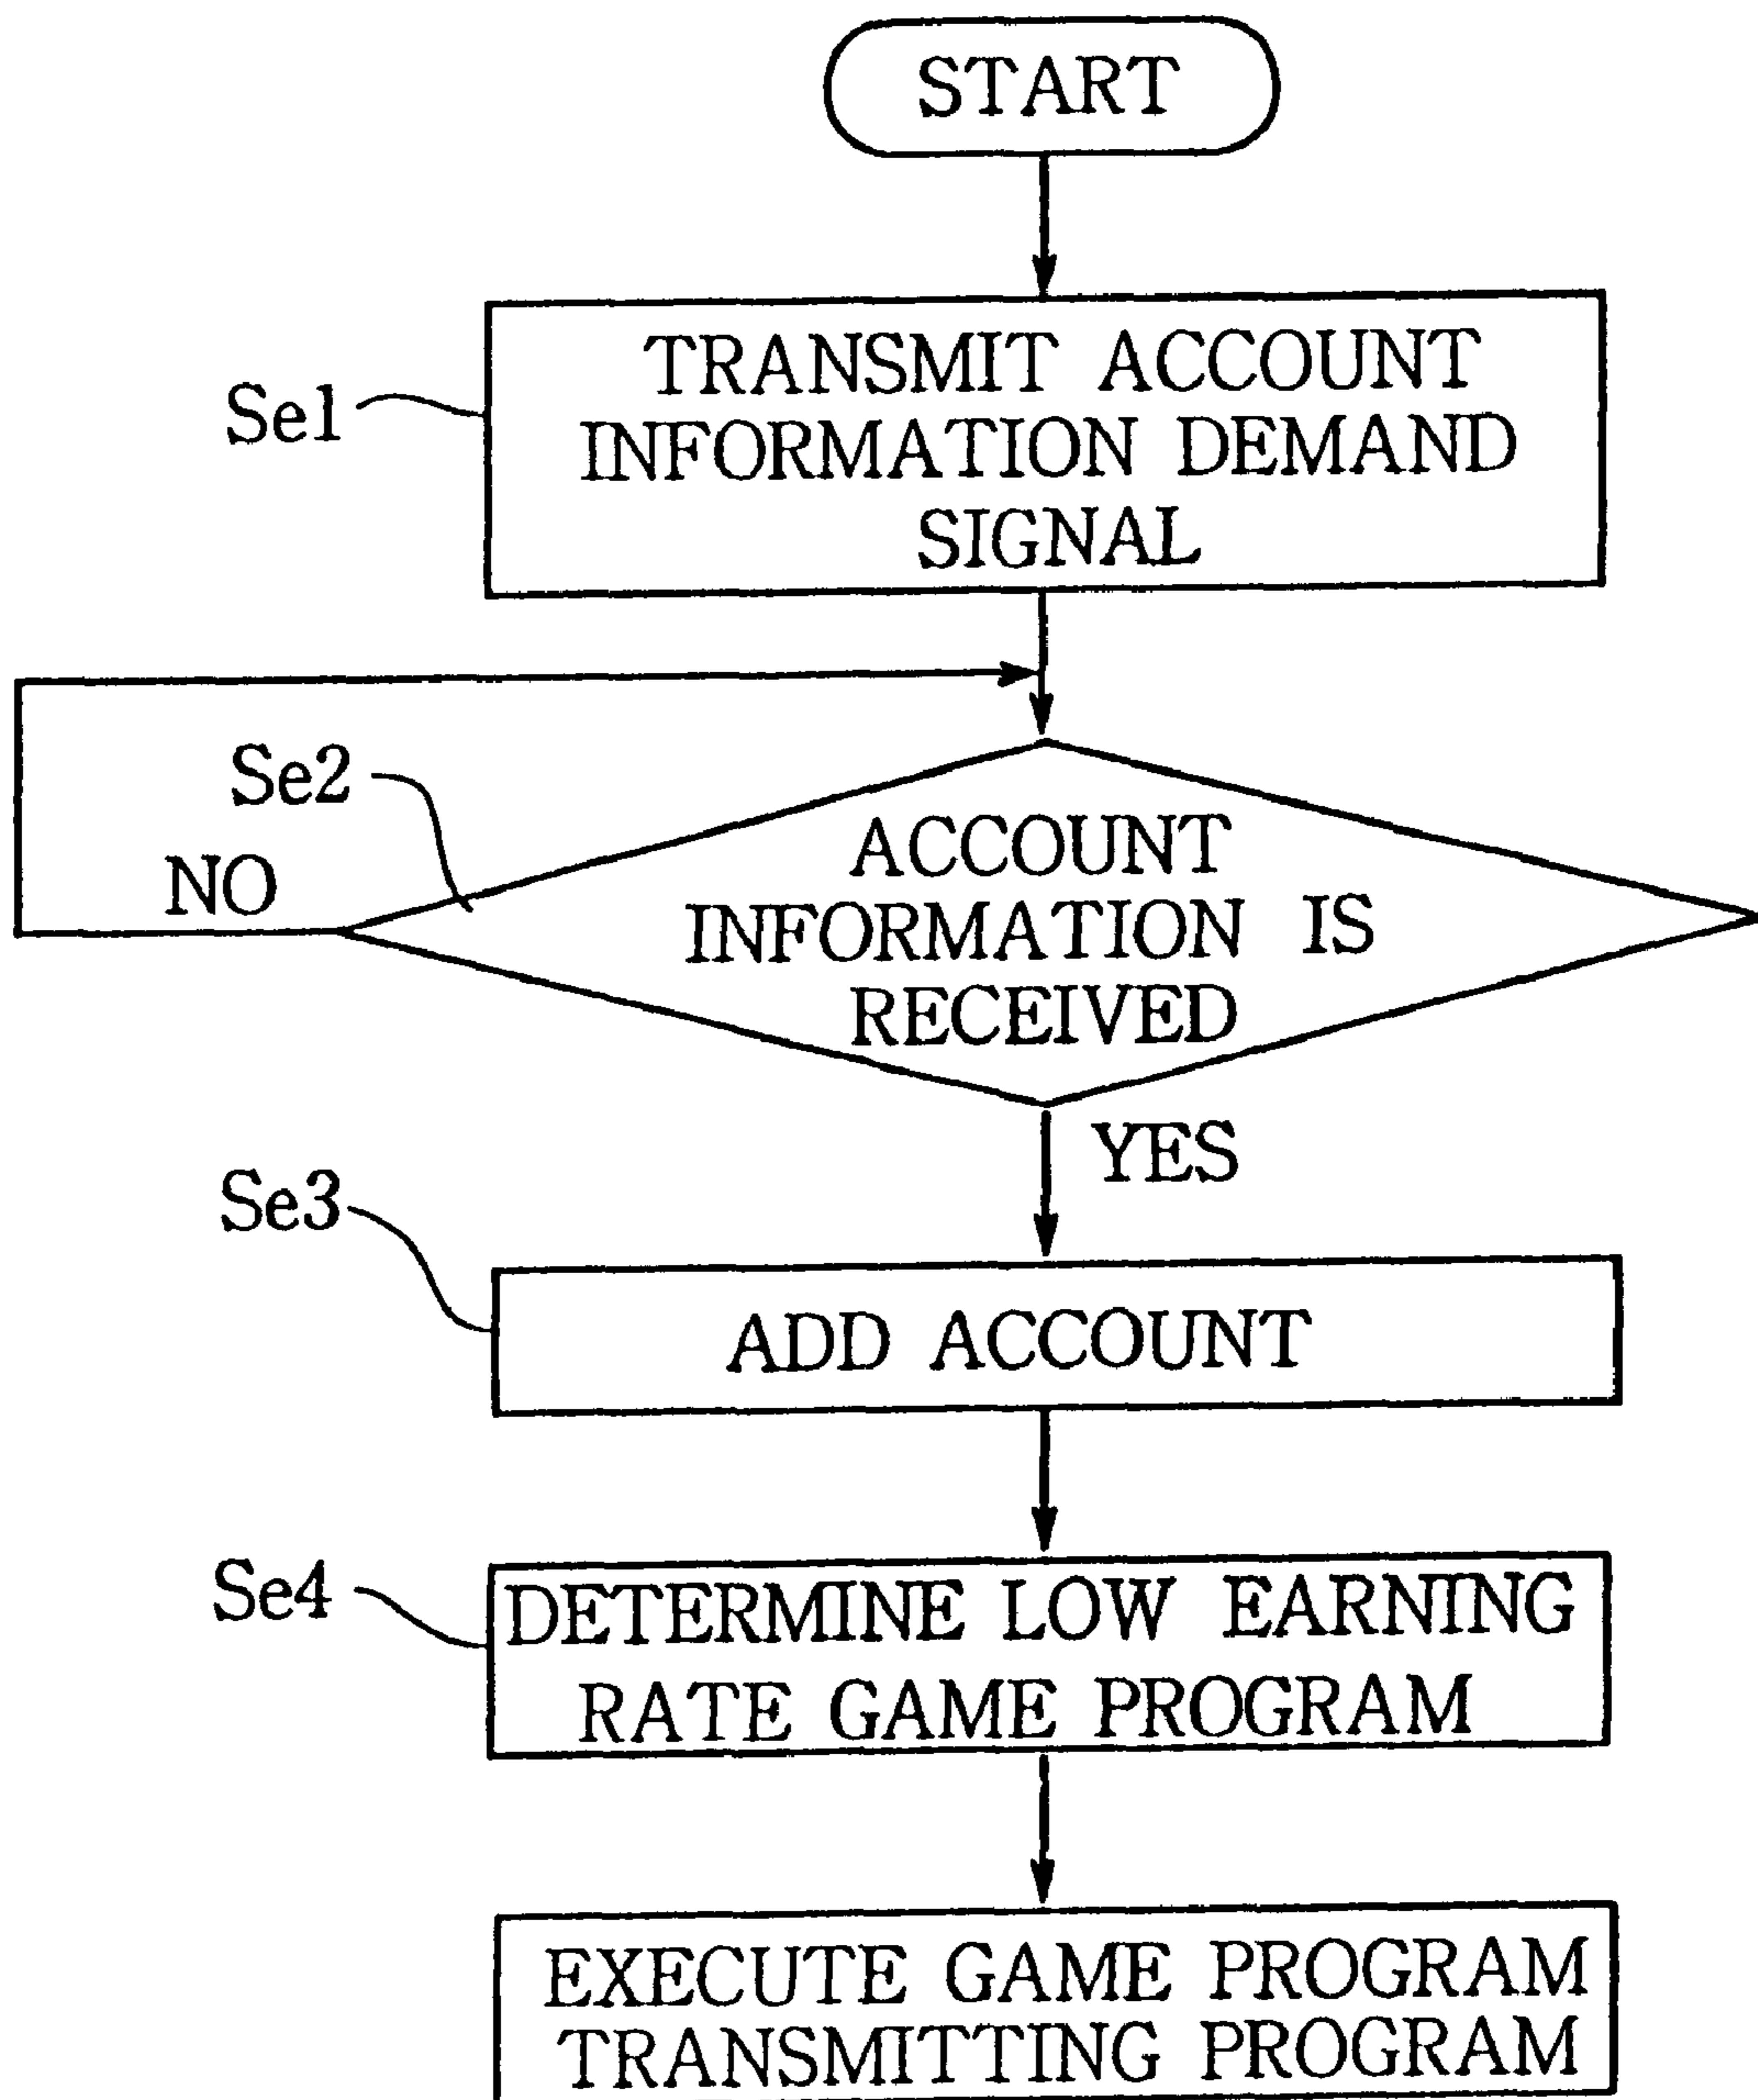 START
TRANSMIT ACCOUNT
INFORMATION DEMAND
SIGNAL
Se1
Se2
NO
ACCOUNT
INFORMATION IS
RECEIVED
YES
Se3
ADD ACCOUNT
Se4
DETERMINE LOW EARNING
RATE GAME PROGRAM
EXECUTE GAME PROGRAM
TRANSMITTING PROGRAM